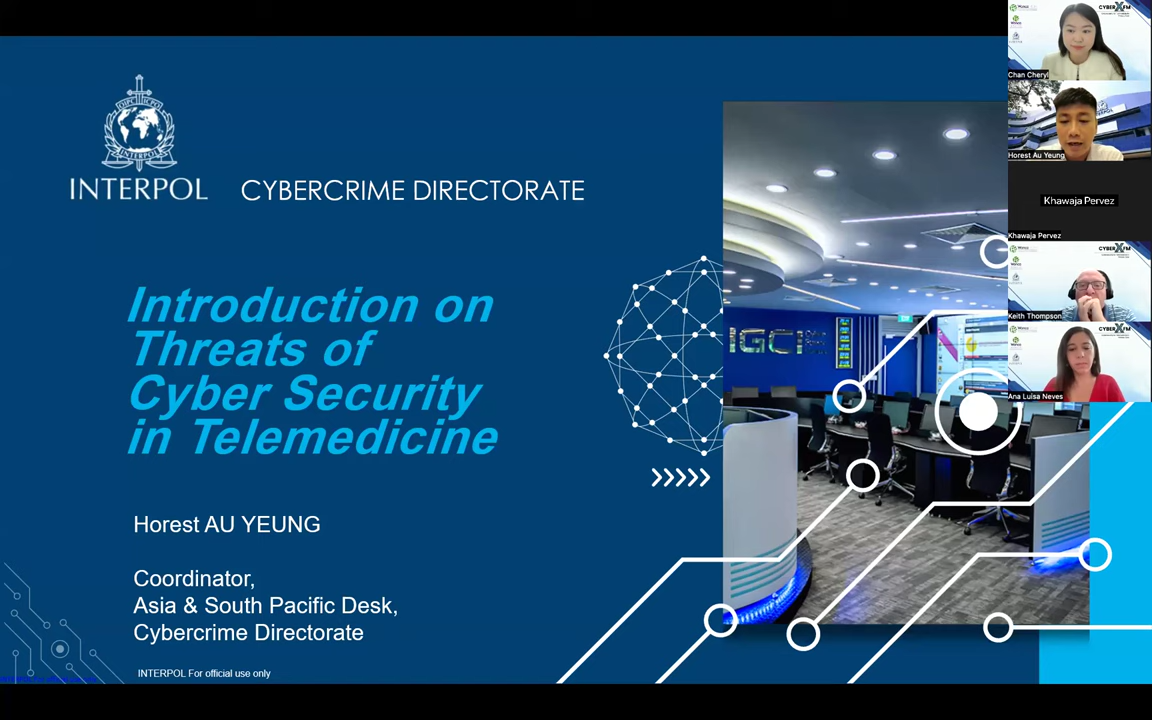 INTERPOL
CYBERCRIME DIRECTORATE
Introduction on
Threats of
Cyber Security
in Telemedicine
Horest AU YEUNG
Coordinator,
Asia & South Pacific Desk,
Cybercrime Directorate
INTERPOL For official use only
IGCI
Chan Cheryl
Horest Au Yeung
Khawaja Pervez
Khawaja Pervez
Keith Thompson
Ana Luísa Neves